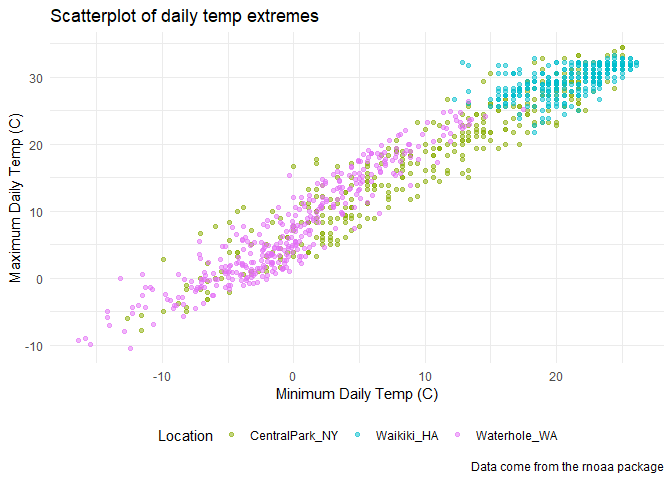 Scatterplot of daily temp extremes
Maximum Daily Temp (C)
30
20
10
0
-10
-10 0 10 20
Minimum Daily Temp (C)
Location CentralPark_NY Waikiki_HA Waterhole_WA
Data come from the rnoaa package